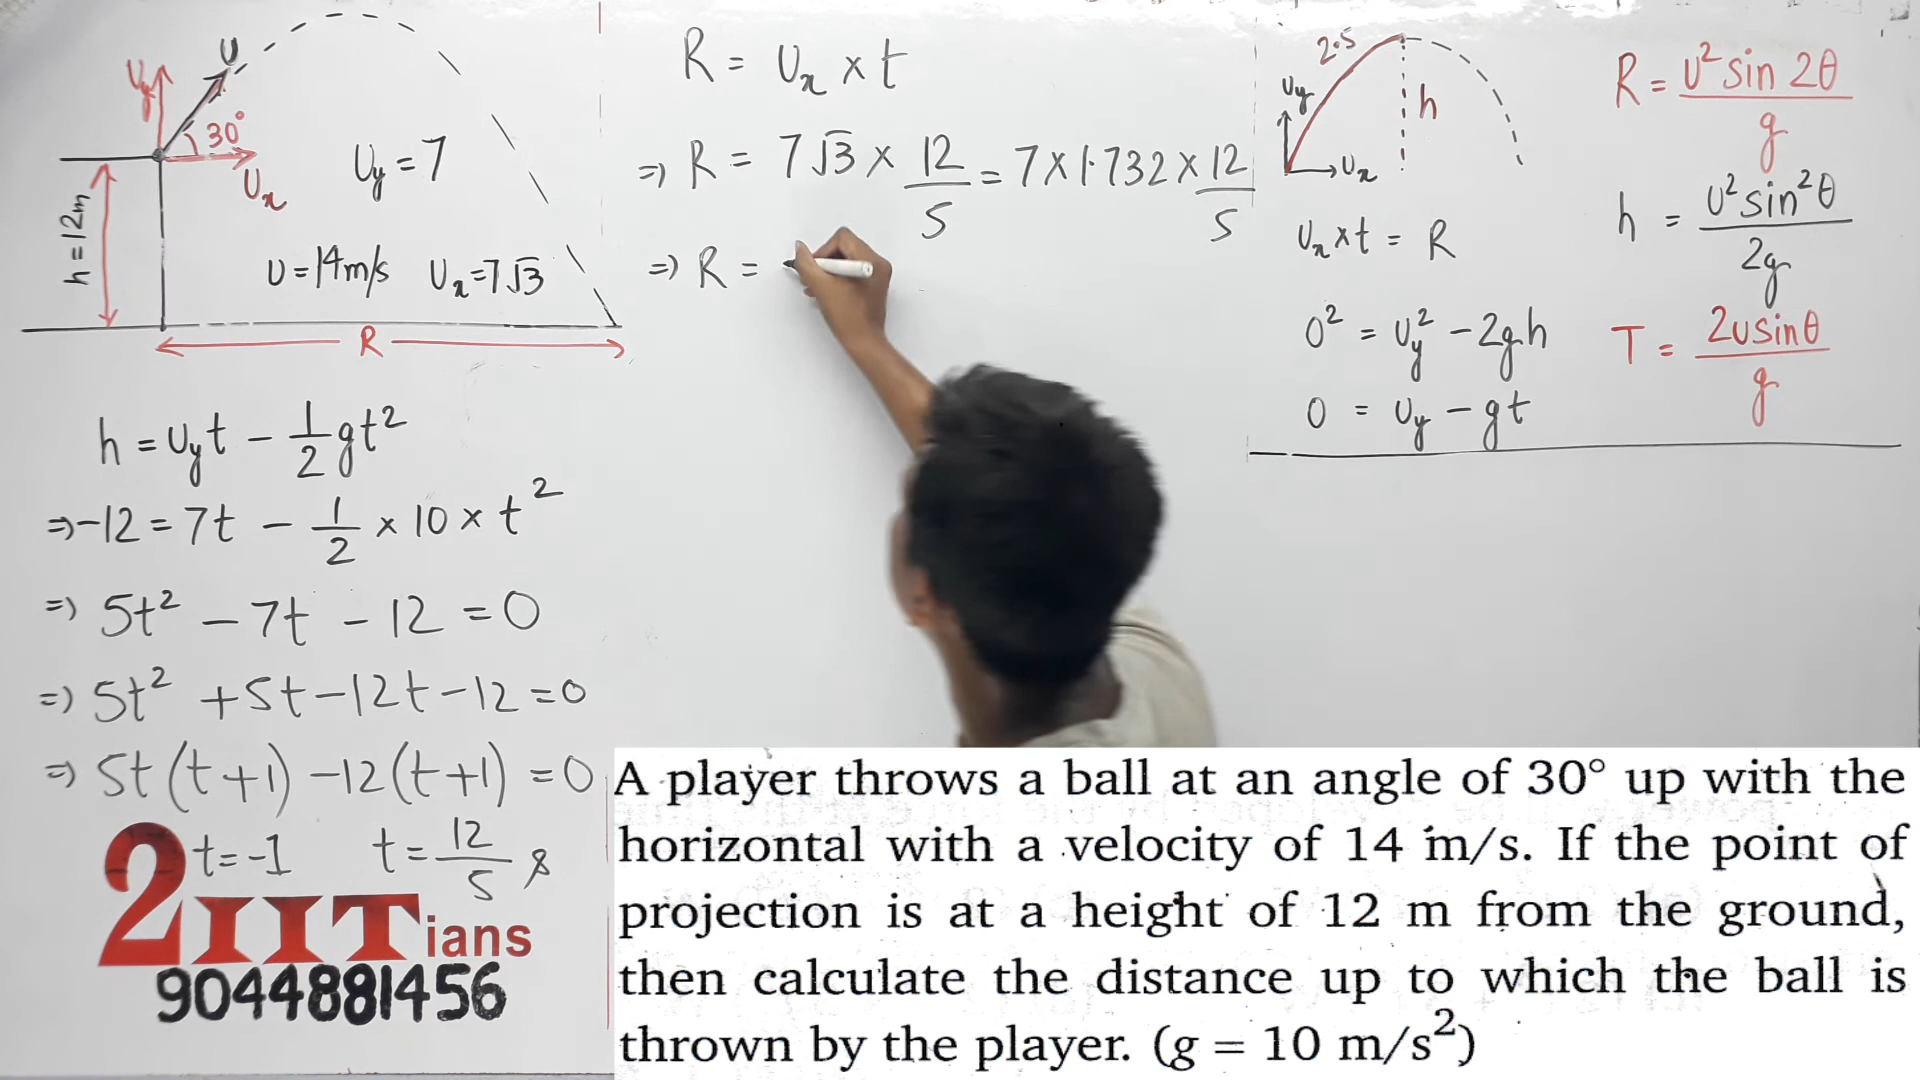 U
Uy
30°
Ux
h = 12m
Uy = 7
U = 14m/s Ux = 7√3
R
h = Uyt - 1/2 gt²
⇒ -12 = 7t - 1/2 × 10 × t²
⇒ 5t² - 7t - 12 = 0
⇒ 5t² + 5t - 12t - 12 = 0
⇒ 5t(t+1) - 12(t+1) = 0
t = -1 t = 12/5 s
2IITians
9044881456
R = Ux × t
⇒ R = 7√3 × 12/5 = 7 × 1.732 × 12/5
⇒ R =
2.5
Uy
h
Ux
Ux × t = R
0² = Uy² - 2gh
0 = Uy - gt
R = U² sin 2θ / g
h = U² sin² θ / 2g
T = 2U sin θ / g
A player throws a ball at an angle of 30° up with the
horizontal with a velocity of 14 m/s. If the point of
projection is at a height of 12 m from the ground,
then calculate the distance up to which the ball is
thrown by the player. (g = 10 m/s²)